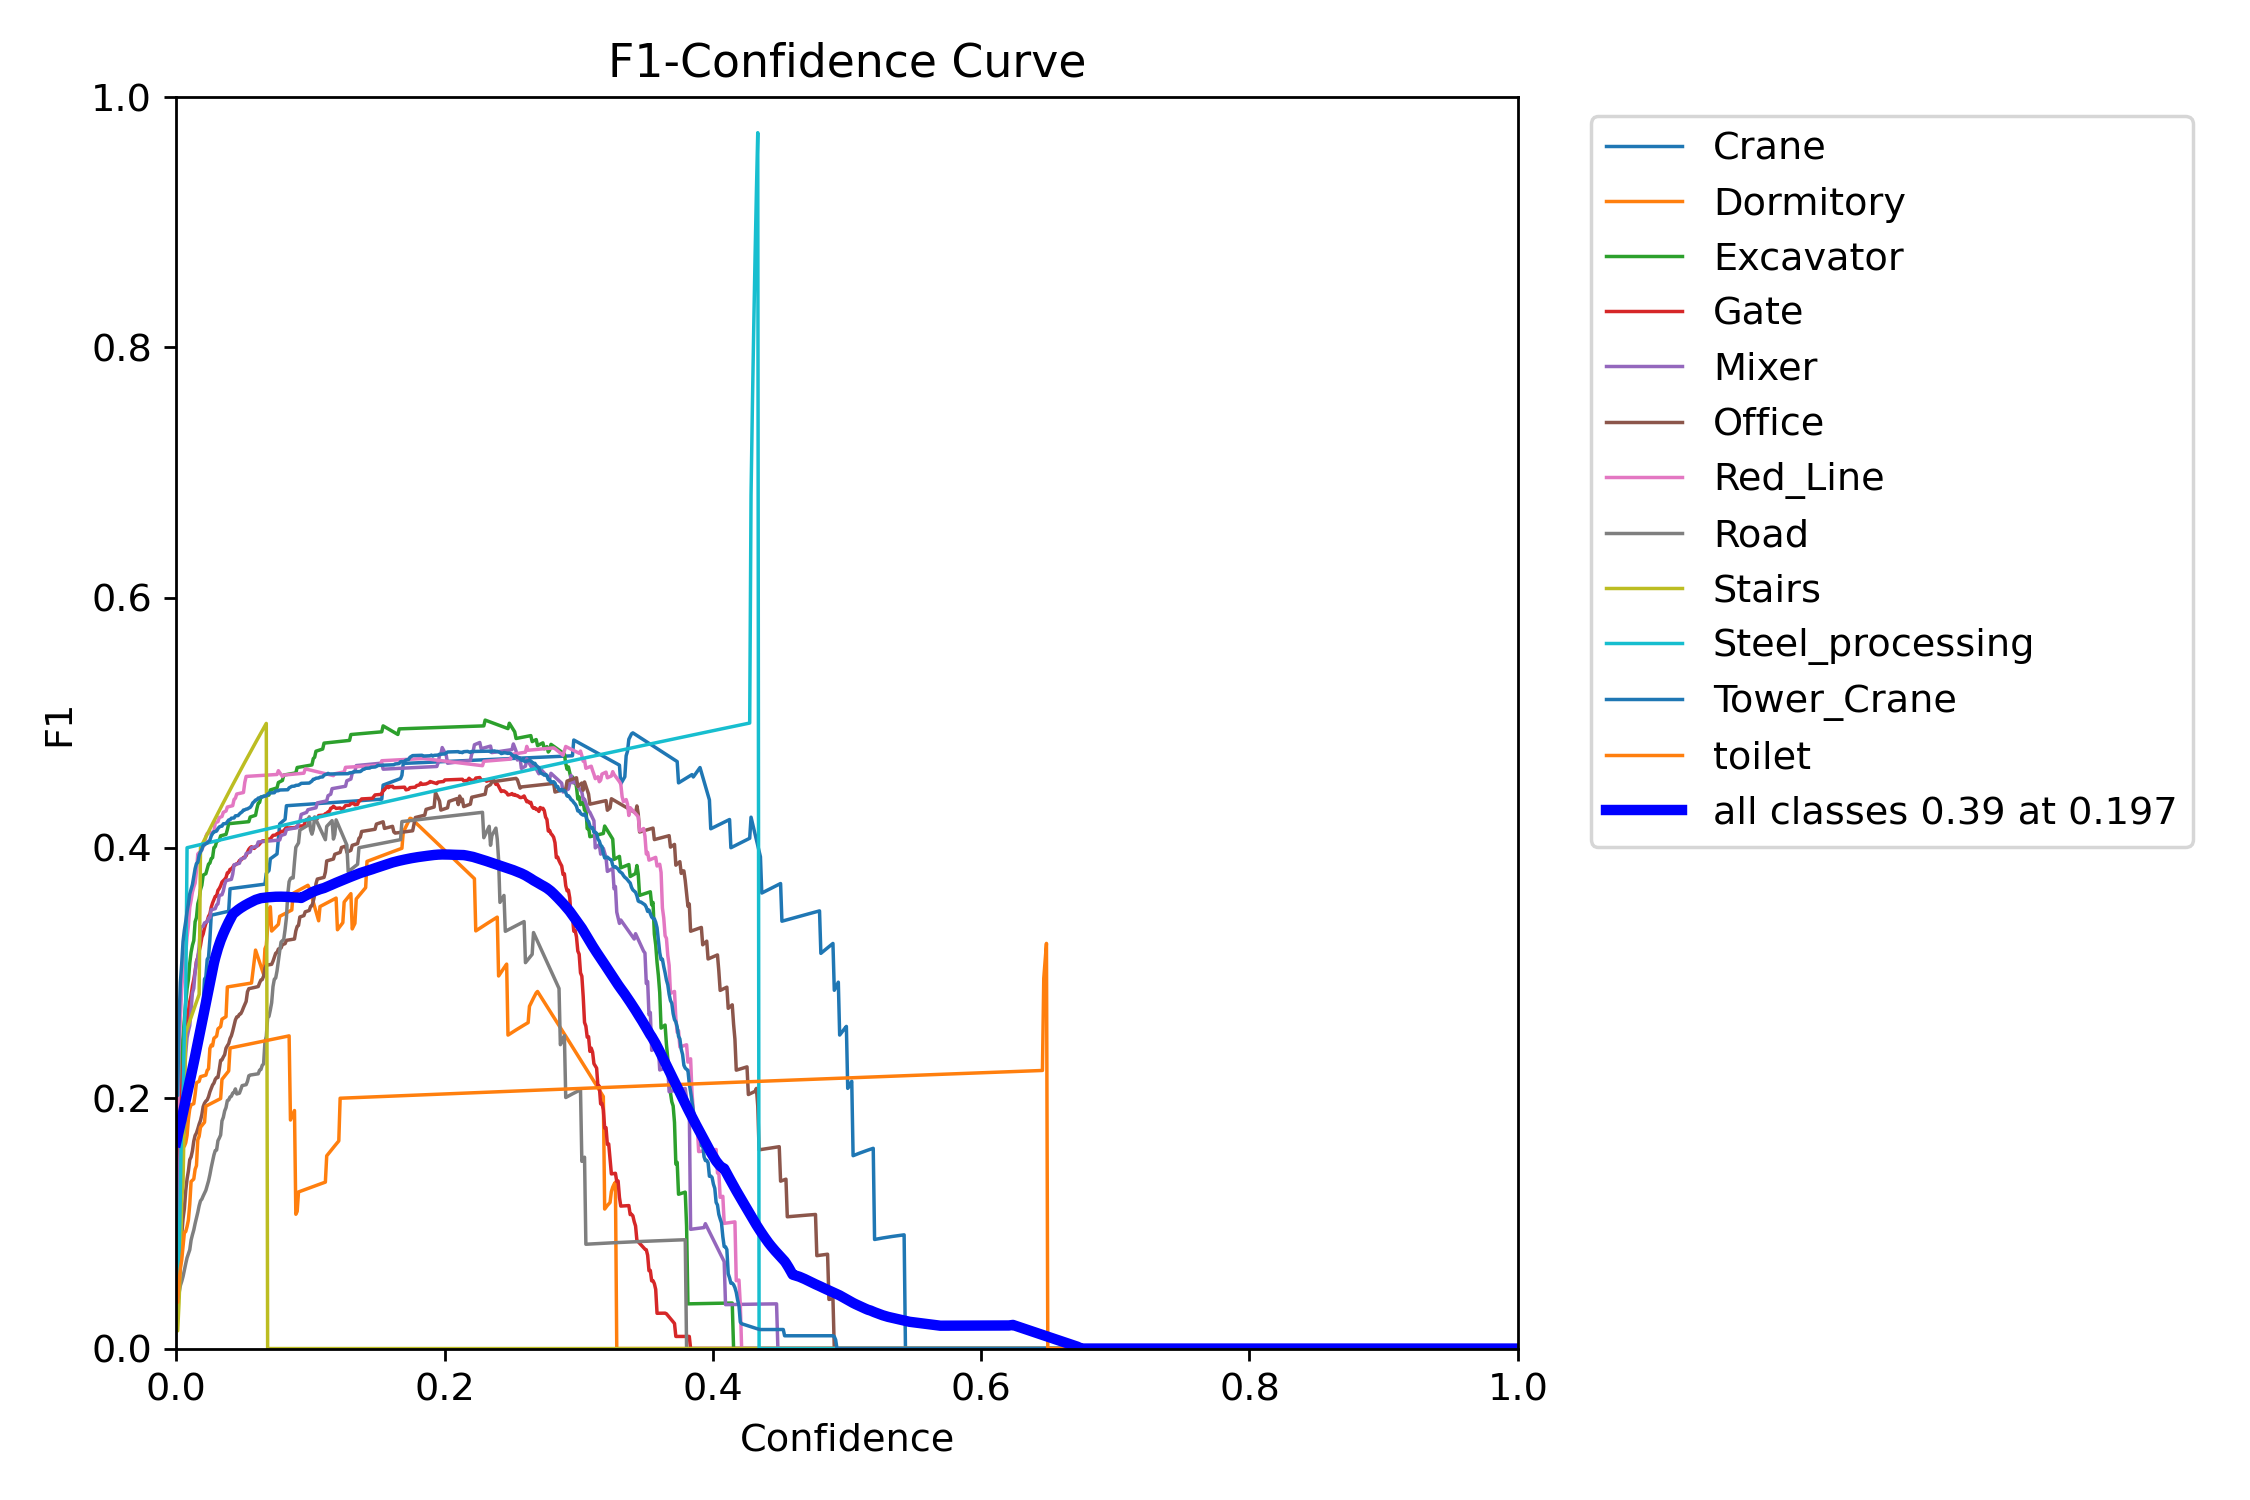 F1-Confidence Curve
1.0
0.8
0.6
0.4
0.2
0.0
F1
0.0 0.2 0.4 0.6 0.8 1.0
Confidence
Crane
Dormitory
Excavator
Gate
Mixer
Office
Red_Line
Road
Stairs
Steel_processing
Tower_Crane
toilet
all classes 0.39 at 0.197